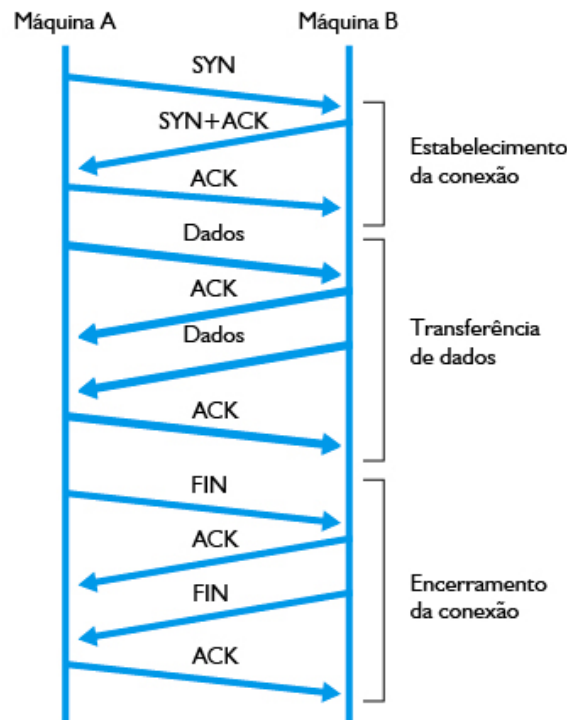 Máquina A
Máquina B
SYN
SYN+ACK
ACK
Estabelecimento
da conexão
Dados
ACK
Dados
ACK
Transferência
de dados
FIN
ACK
FIN
ACK
Encerramento
da conexão